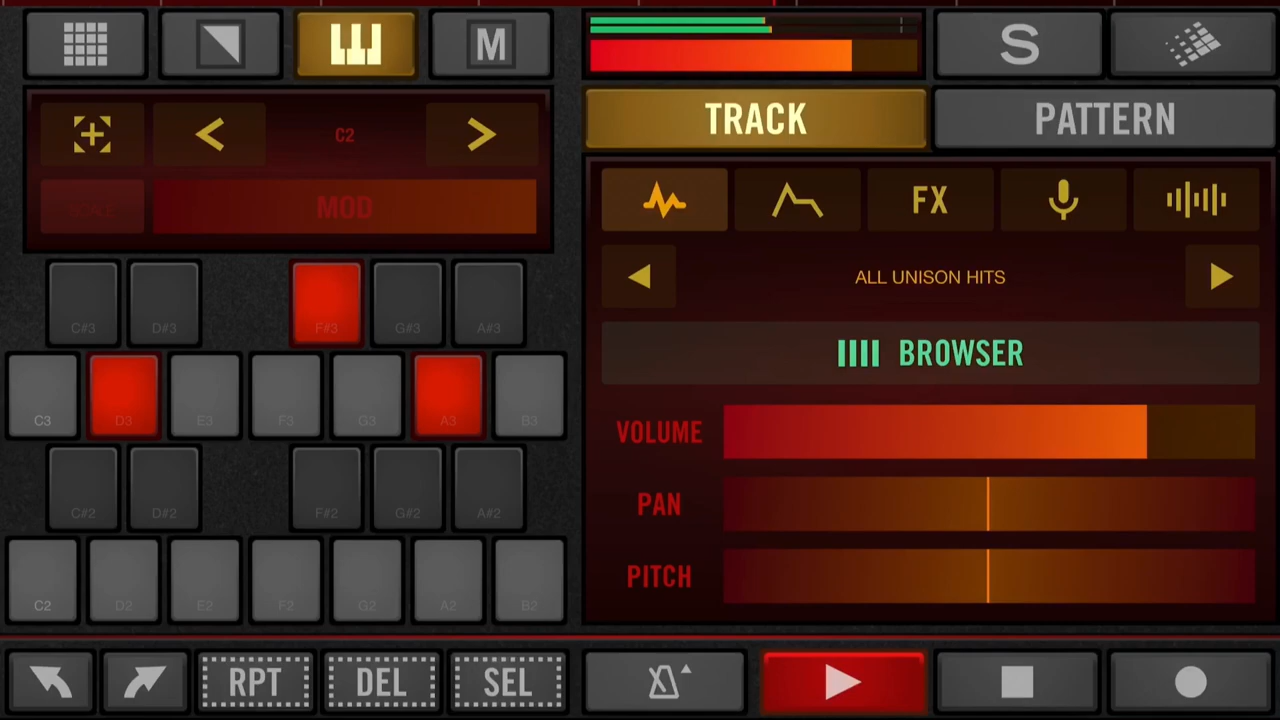 M
S
TRACK
PATTERN
C2
SCALE
MOD
FX
ALL UNISON HITS
BROWSER
VOLUME
PAN
PITCH
C#3 D#3 F#3 G#3 A#3
C3 D3 E3 F3 G3 A3 B3
C#2 D#2 F#2 G#2 A#2
C2 D2 E2 F2 G2 A2 B2
RPT DEL SEL